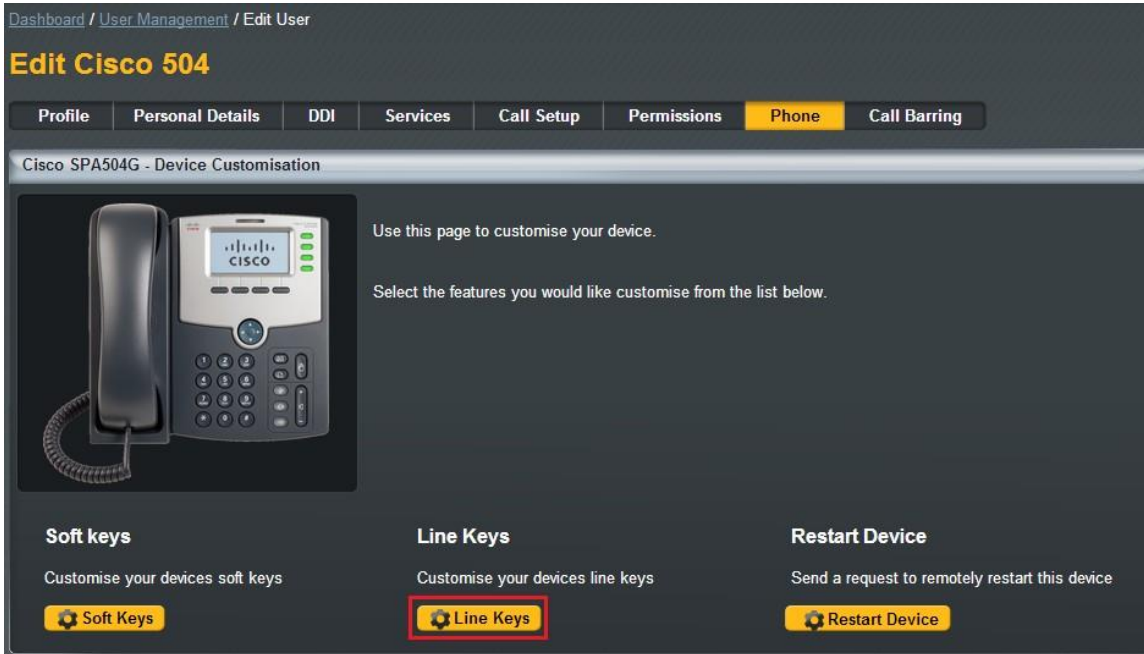 Dashboard / User Management / Edit User
Edit Cisco 504
Profile Personal Details DDI Services Call Setup Permissions Phone Call Barring
Cisco SPA504G - Device Customisation
CISCO
Use this page to customise your device.
Select the features you would like customise from the list below.
Soft keys Line Keys Restart Device
Customise your devices soft keys Customise your devices line keys Send a request to remotely restart this device
Soft Keys Line Keys Restart Device